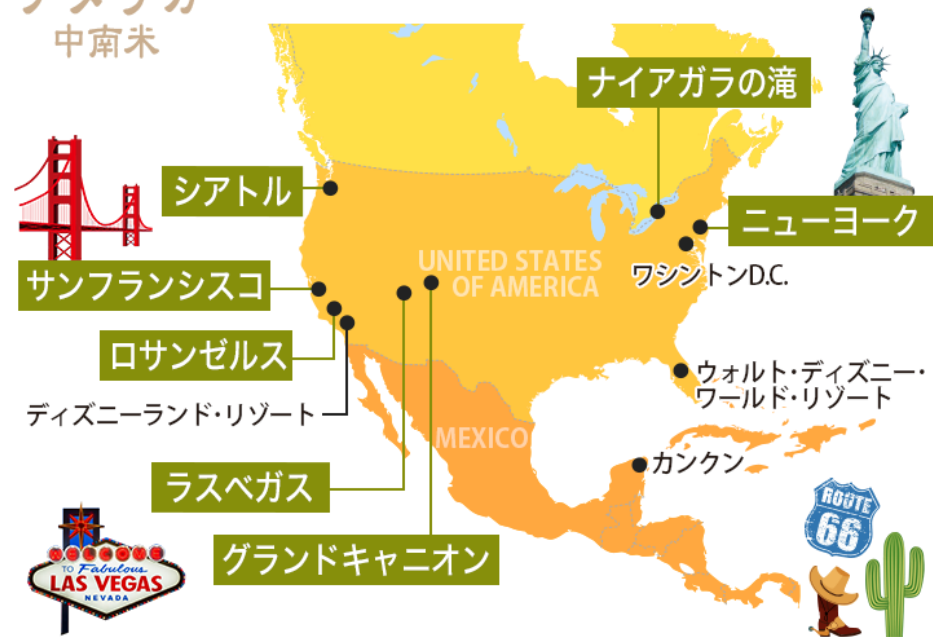 アメリカ
中南米
ナイアガラの滝
シアトル
ニューヨーク
UNITED STATES
OF AMERICA
ワシントンD.C.
サンフランシスコ
ロサンゼルス
ウォルト・ディズニー・
ワールド・リゾート
ディズニーランド・リゾート
MEXICO
カンクン
ラスベガス
ROUTE
66
グランドキャニオン
WELCOME
TO Fabulous
LAS VEGAS
NEVADA